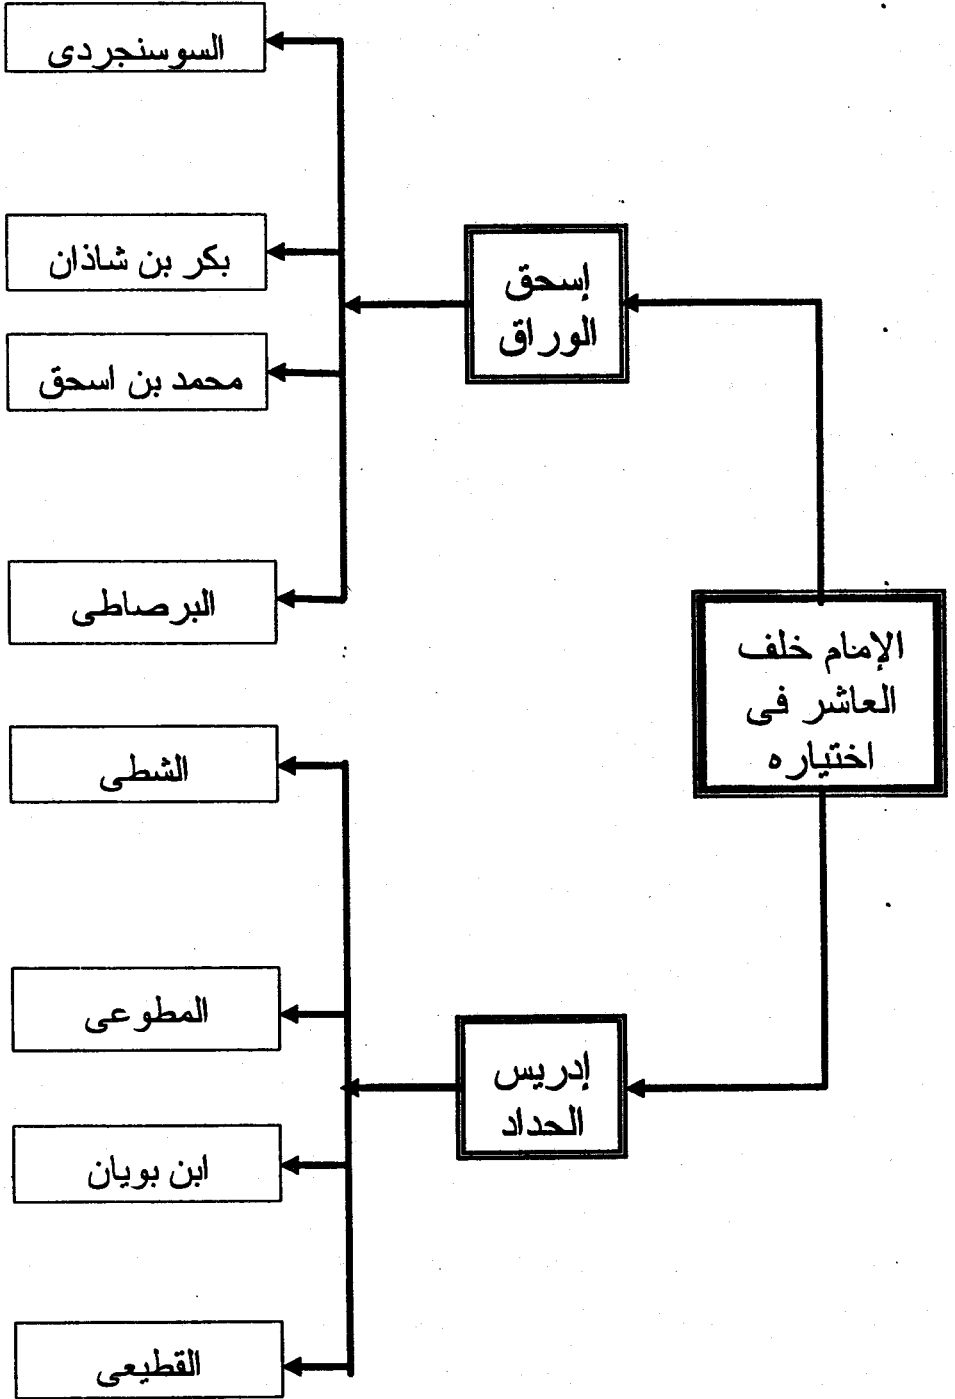 الإمام خلف
العاشر فى
اختياره
إسحق
الوراق
السوسنجردى
بكر بن شاذان
محمد بن اسحق
البرصاطى
إدريس
الحداد
الشطى
المطوعى
ابن بويان
القطيعى